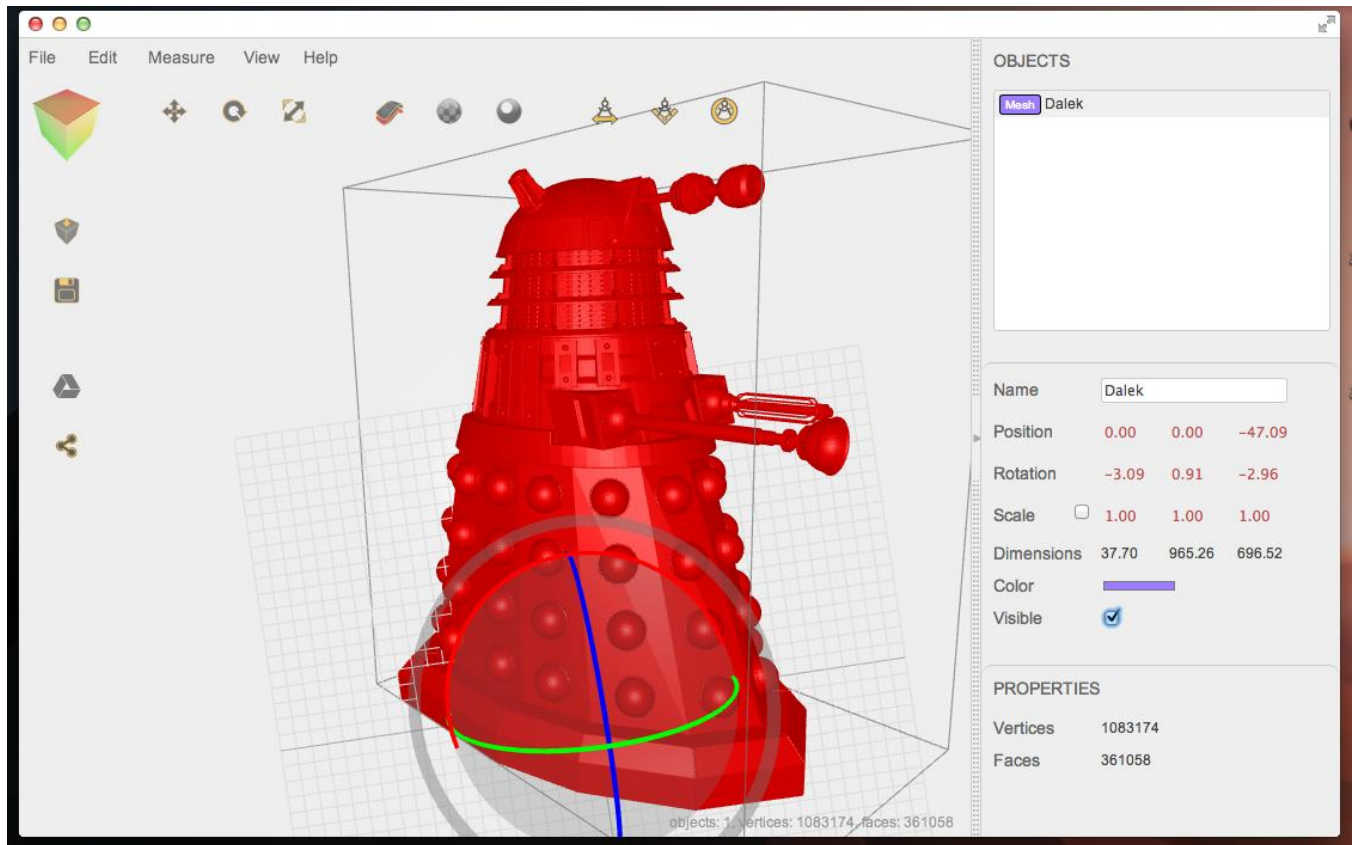 File Edit Measure View Help
objects: 1, vertices: 1083174, faces: 361058
OBJECTS
Mesh Dalek
Name Dalek
Position 0.00 0.00 −47.09
Rotation −3.09 0.91 −2.96
Scale 1.00 1.00 1.00
Dimensions 37.70 965.26 696.52
Color
Visible
PROPERTIES
Vertices 1083174
Faces 361058